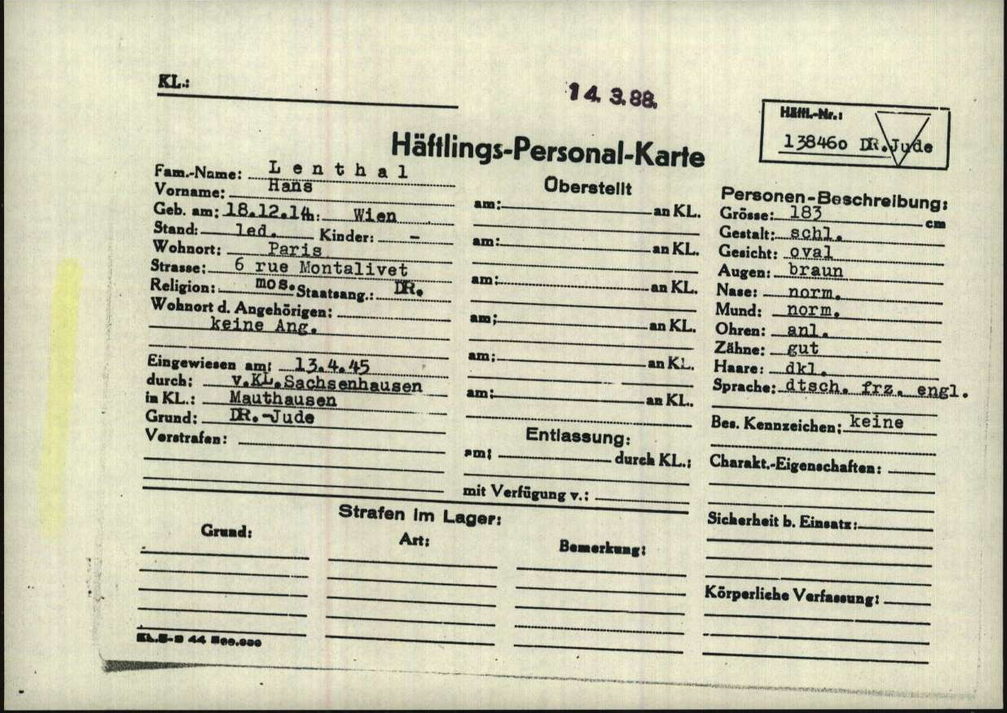 KL.:
14. 3. 88.
Häftl.-Nr.:
138460 DR.Jude
Häftlings-Personal-Karte
Fam.-Name: Lenthal
Vorname: Hans
Geb. am: 18.12.14 : Wien
Stand: led. Kinder: -
Wohnort: Paris
Strasse: 6 rue Montalivet
Religion: mos. Staatsang.: DR.
Wohnort d. Angehörigen:
keine Ang.
Eingewiesen am: 13.4.45
durch: v.KL.Sachsenhausen
in KL.: Mauthausen
Grund: DR.-Jude
Vorstrafen:
Überstellt
am: an KL.
am: an KL.
am: an KL.
am: an KL.
am: an KL.
am: an KL.
Entlassung:
am: durch KL.:
mit Verfügung v.:
Personen-Beschreibung:
Grösse: 183 cm
Gestalt: schl.
Gesicht: oval
Augen: braun
Nase: norm.
Mund: norm.
Ohren: anl.
Zähne: gut
Haare: dkl.
Sprache: dtsch. frz. engl.
Bes. Kennzeichen: keine
Charakt.-Eigenschaften:
Sicherheit b. Einsatz:
Körperliche Verfassung:
Strafen im Lager:
Grund: Art: Bemerkung:
44